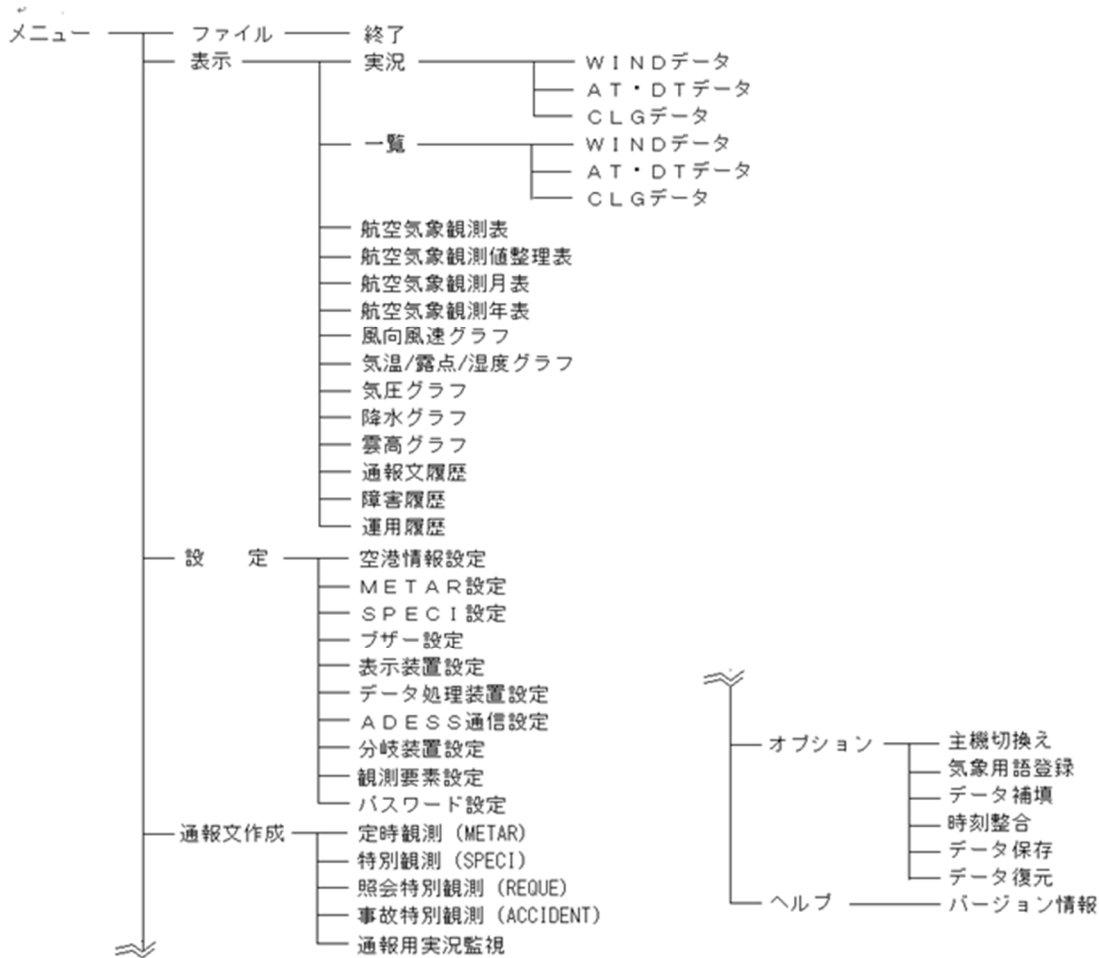 メニュー
ファイル
終了
表示
実況
ＷＩＮＤデータ
ＡＴ・ＤＴデータ
ＣＬＧデータ
一覧
ＷＩＮＤデータ
ＡＴ・ＤＴデータ
ＣＬＧデータ
航空気象観測表
航空気象観測値整理表
航空気象観測月表
航空気象観測年表
風向風速グラフ
気温/露点/湿度グラフ
気圧グラフ
降水グラフ
雲高グラフ
通報文履歴
障害履歴
運用履歴
設　定
空港情報設定
ＭＥＴＡＲ設定
ＳＰＥＣＩ設定
ブザー設定
表示装置設定
データ処理装置設定
ＡＤＥＳＳ通信設定
分岐装置設定
観測要素設定
パスワード設定
通報文作成
定時観測 (METAR)
特別観測 (SPECI)
照会特別観測 (REQUE)
事故特別観測 (ACCIDENT)
通報用実況監視
オプション
主機切換え
気象用語登録
データ補填
時刻整合
データ保存
データ復元
ヘルプ
バージョン情報